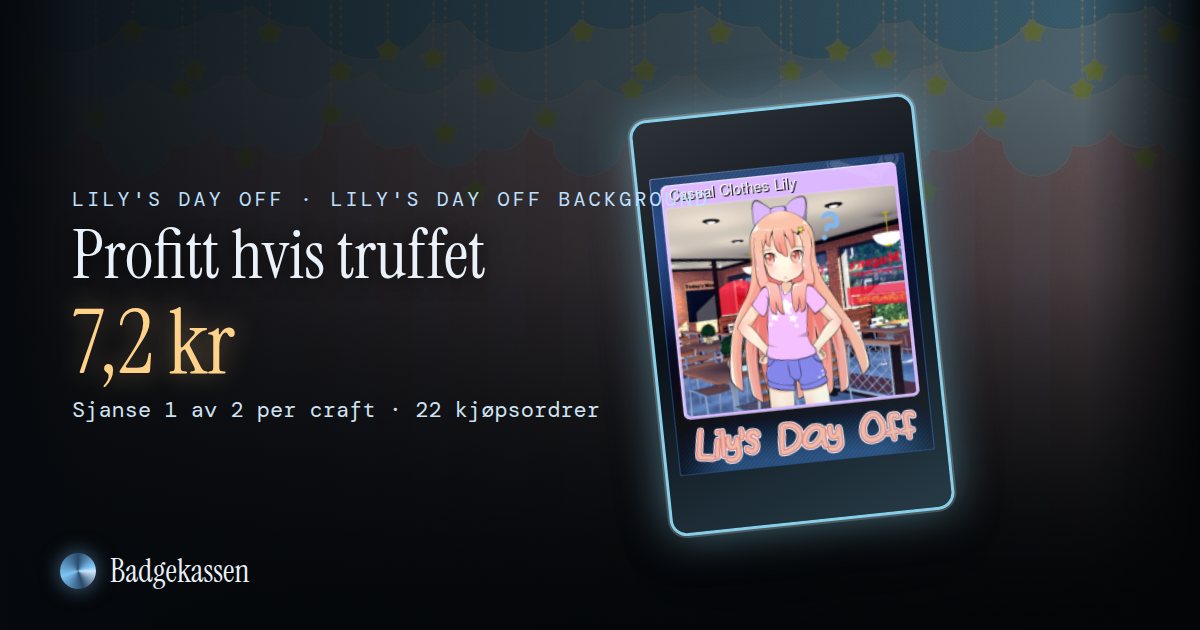 LILY'S DAY OFF · LILY'S DAY OFF BACKGROUND
Profitt hvis truffet
7,2 kr
Sjanse 1 av 2 per craft · 22 kjøpsordrer
Casual Clothes Lily
?
Lily's Day Off
Badgekassen